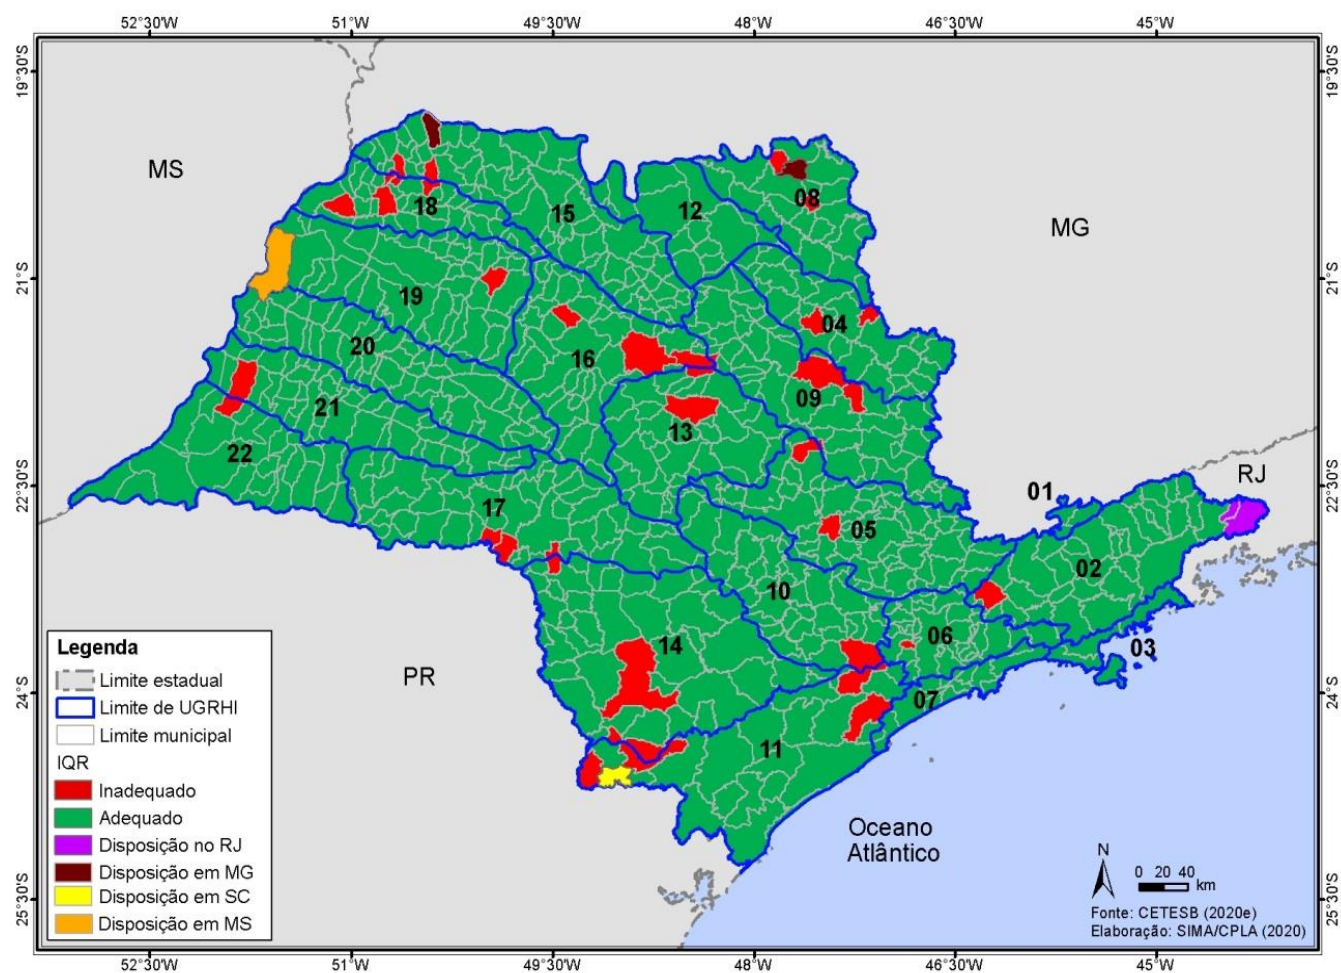 52°30'W 51°W 49°30'W 48°W 46°30'W 45°W
19°30'S 19°30'S
MS
MG
08
12
15
18
21°S 21°S
19
04
20
16
09
21
13
22
22°30'S RJ 22°30'S
01
17
05
02
10
06
03
14
PR
24°S 24°S
07
11
Legenda
Limite estadual
Limite de UGRHI
Limite municipal
IQR
Inadequado
Adequado
Disposição no RJ
Disposição em MG
Disposição em SC
Disposição em MS
Oceano
Atlântico
N
0 20 40
km
25°30'S 25°30'S
Fonte: CETESB (2020e)
Elaboração: SIMA/CPLA (2020)
52°30'W 51°W 49°30'W 48°W 46°30'W 45°W